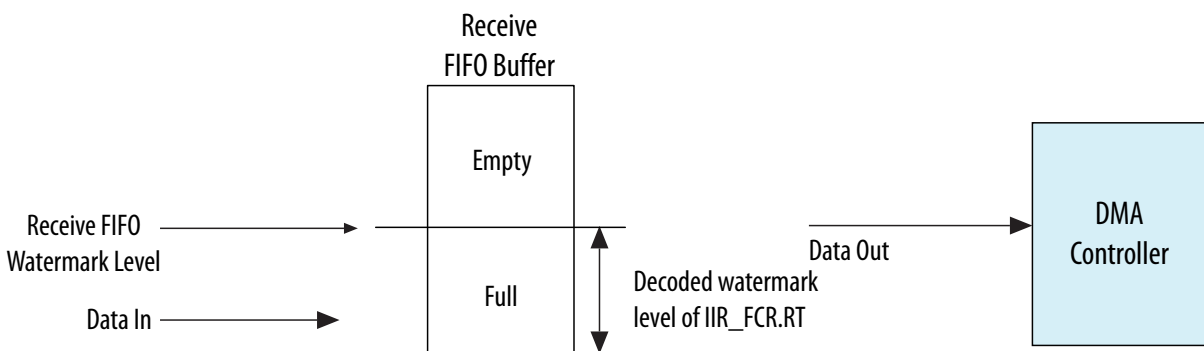 Receive
FIFO Buffer
Empty
Receive FIFO
Watermark Level
Data In
Full
Decoded watermark
level of IIR_FCR.RT
Data Out
DMA
Controller